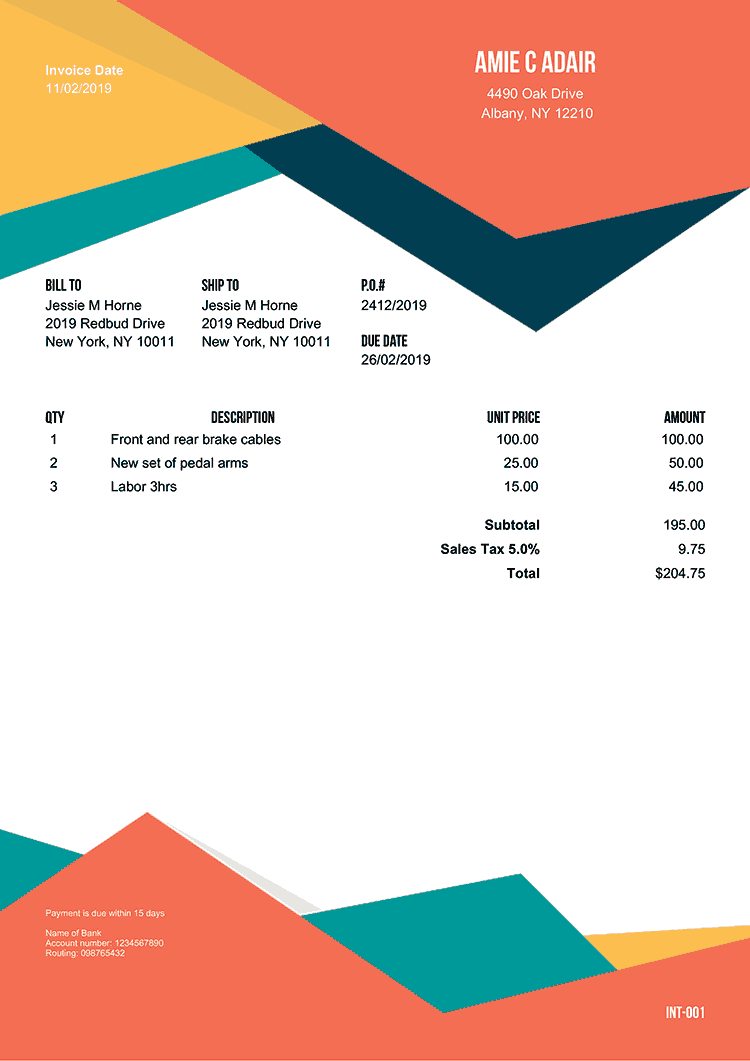 Invoice Date
11/02/2019
AMIE C ADAIR
4490 Oak Drive
Albany, NY 12210
BILL TO
Jessie M Horne
2019 Redbud Drive
New York, NY 10011
SHIP TO
Jessie M Horne
2019 Redbud Drive
New York, NY 10011
P.O.#
2412/2019
DUE DATE
26/02/2019
QTY DESCRIPTION UNIT PRICE AMOUNT
1 Front and rear brake cables 100.00 100.00
2 New set of pedal arms 25.00 50.00
3 Labor 3hrs 15.00 45.00
Subtotal 195.00
Sales Tax 5.0% 9.75
Total $204.75
Payment is due within 15 days
Name of Bank
Account number: 1234567890
Routing: 098765432
INT-001